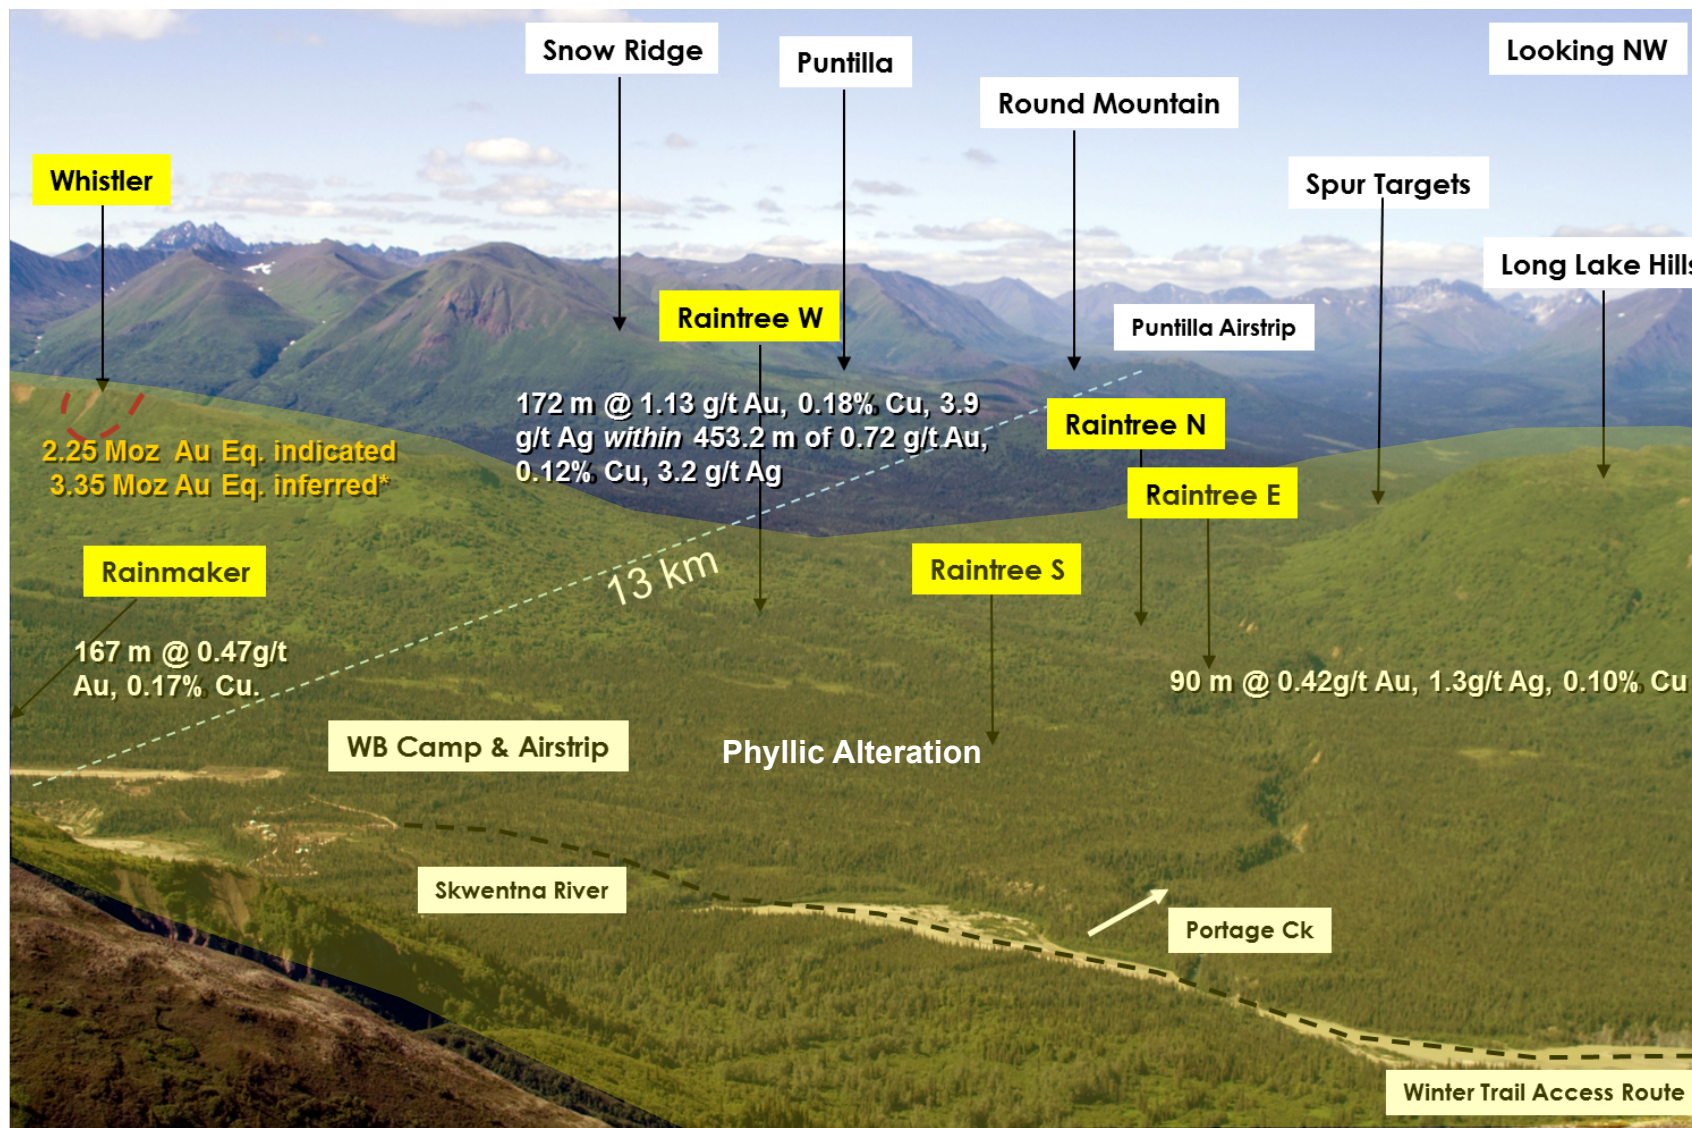 Snow Ridge
Looking NW
Puntilla
Round Mountain
Whistler
Spur Targets
Long Lake Hills
Raintree W
Puntilla Airstrip
172 m @ 1.13 g/t Au, 0.18% Cu, 3.9
g/t Ag within 453.2 m of 0.72 g/t Au,
0.12% Cu, 3.2 g/t Ag
Raintree N
2.25 Moz Au Eq. indicated
3.35 Moz Au Eq. inferred*
Raintree E
Rainmaker
13 km
Raintree S
167 m @ 0.47g/t
Au, 0.17% Cu.
90 m @ 0.42g/t Au, 1.3g/t Ag, 0.10% Cu
WB Camp & Airstrip
Phyllic Alteration
Skwentna River
Portage Ck
Winter Trail Access Route